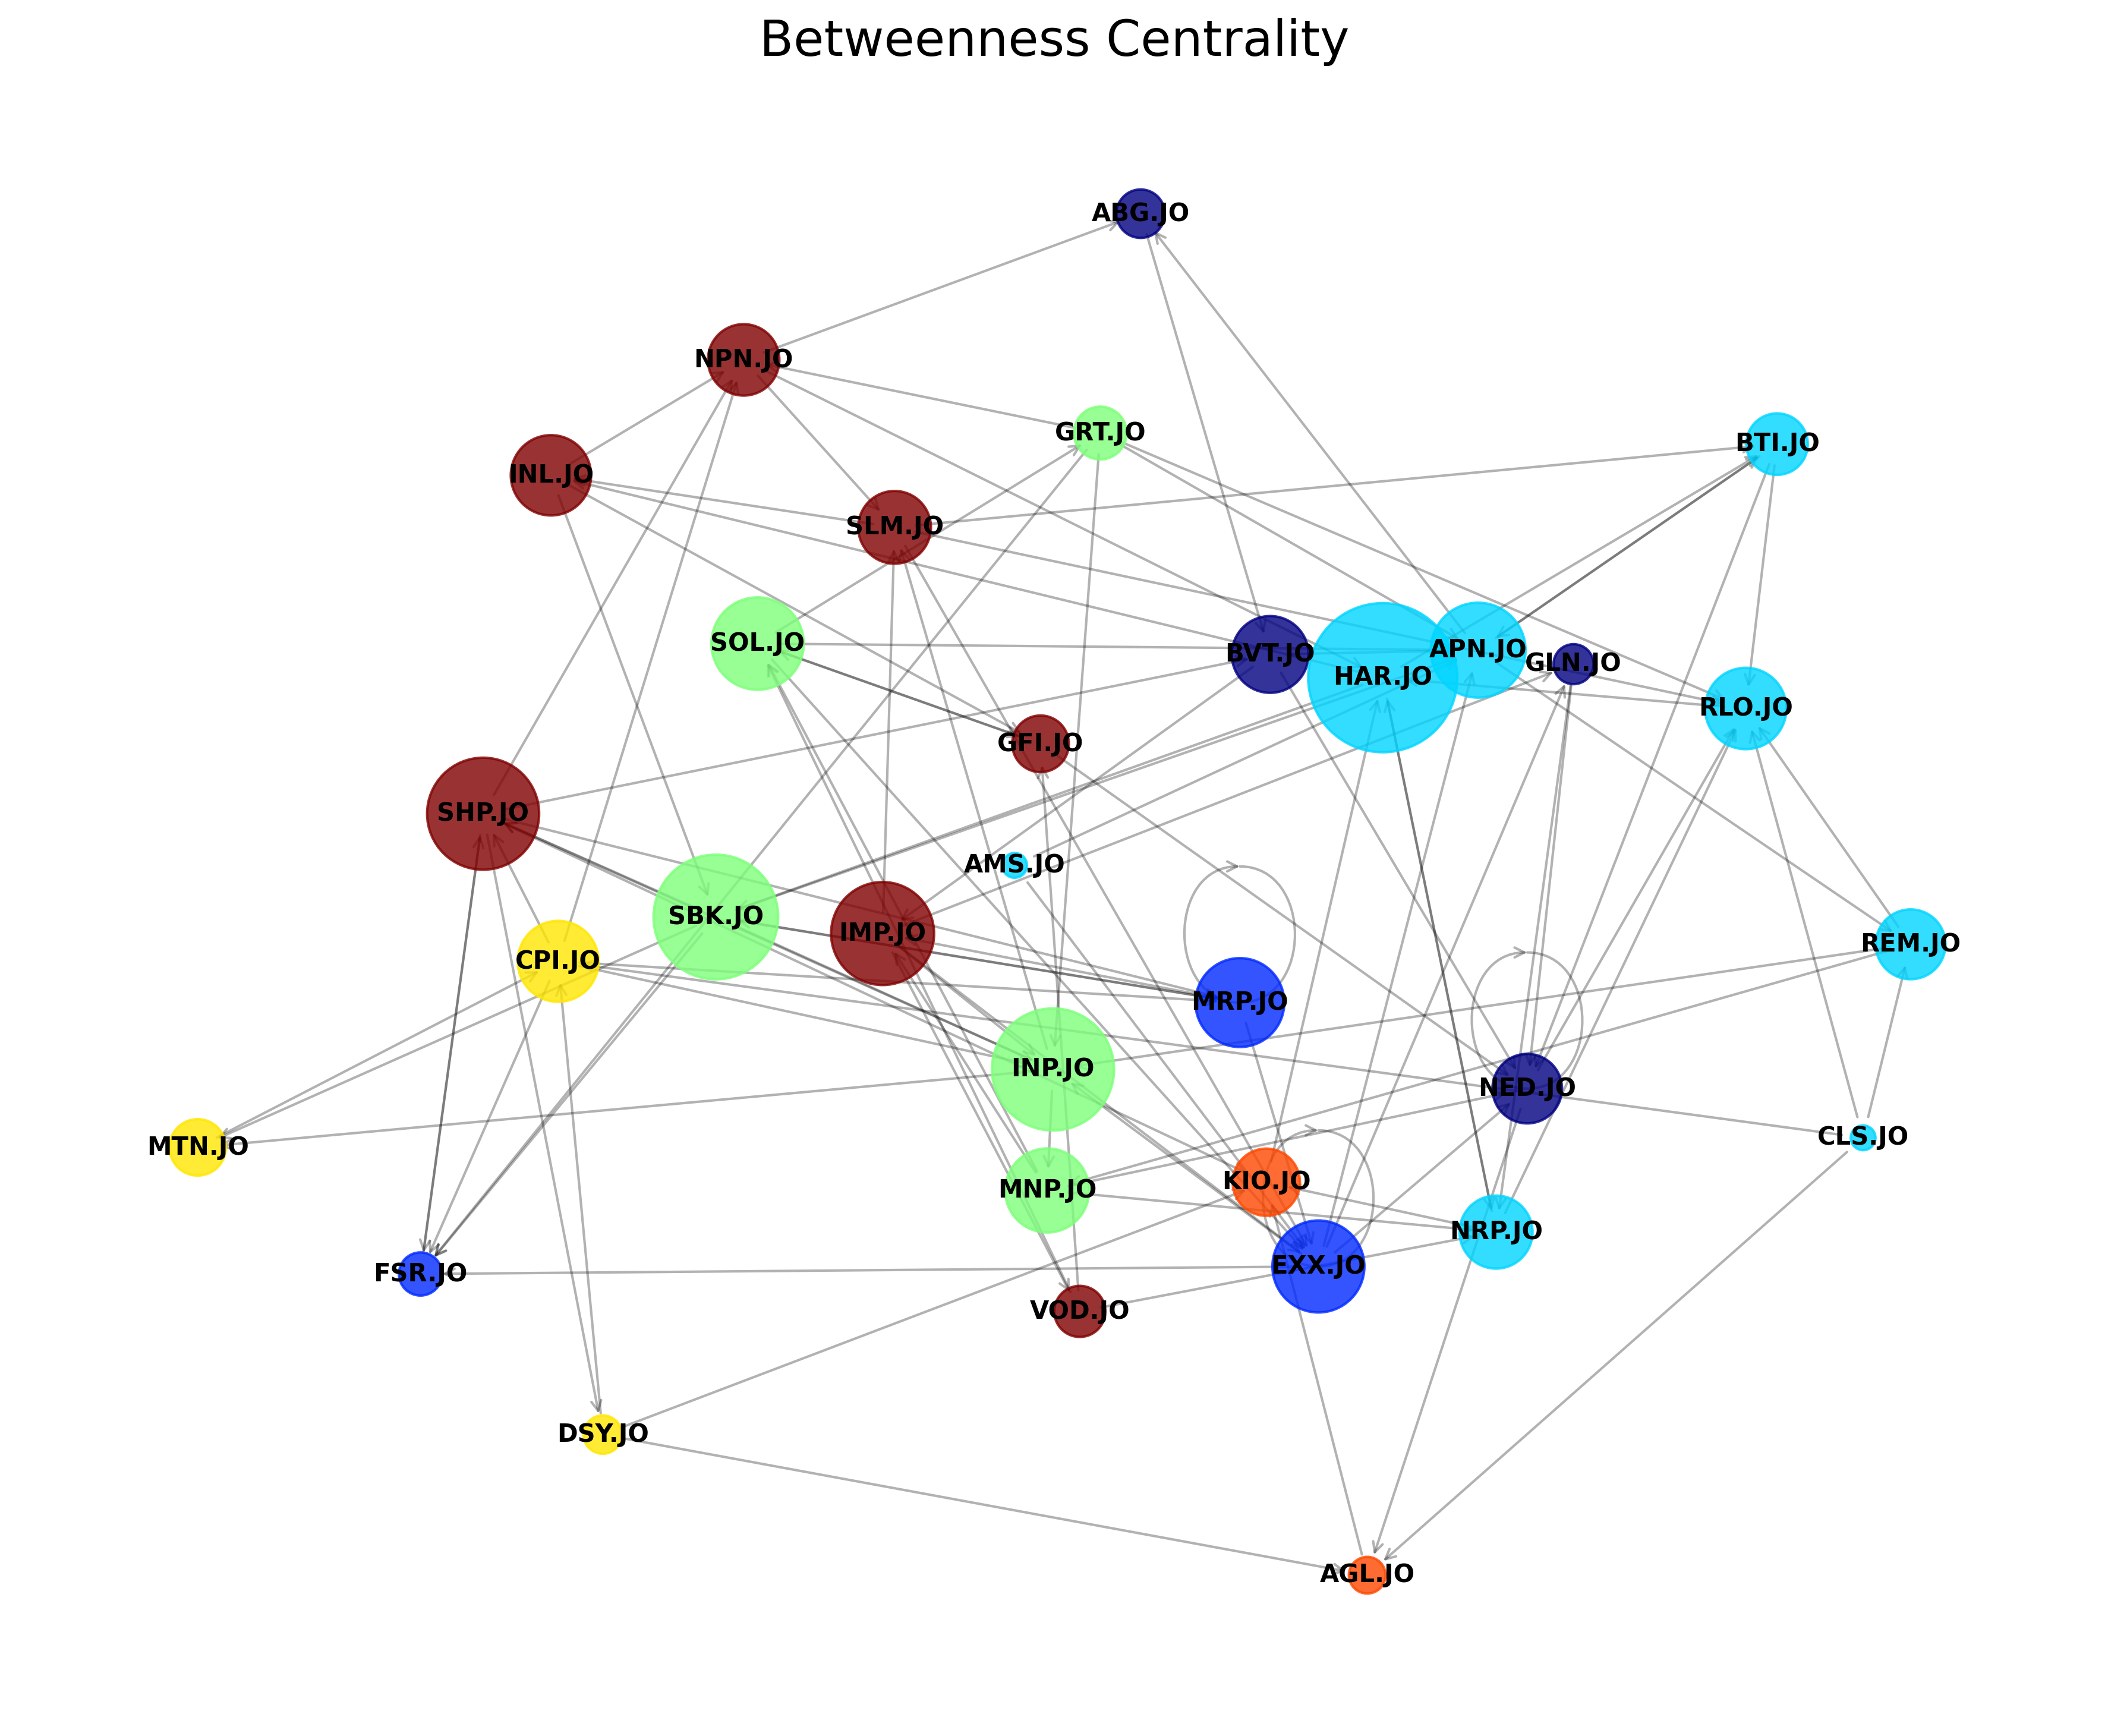 Betweenness Centrality
ABG.JO
NPN.JO
GRT.JO
BTI.JO
INL.JO
SLM.JO
SOL.JO
BVT.JO
APN.JO
GLN.JO
HAR.JO
RLO.JO
GFI.JO
SHP.JO
AMS.JO
SBK.JO
IMP.JO
REM.JO
CPI.JO
MRP.JO
INP.JO
NED.JO
MTN.JO
CLS.JO
MNP.JO
KIO.JO
NRP.JO
FSR.JO
EXX.JO
VOD.JO
DSY.JO
AGL.JO